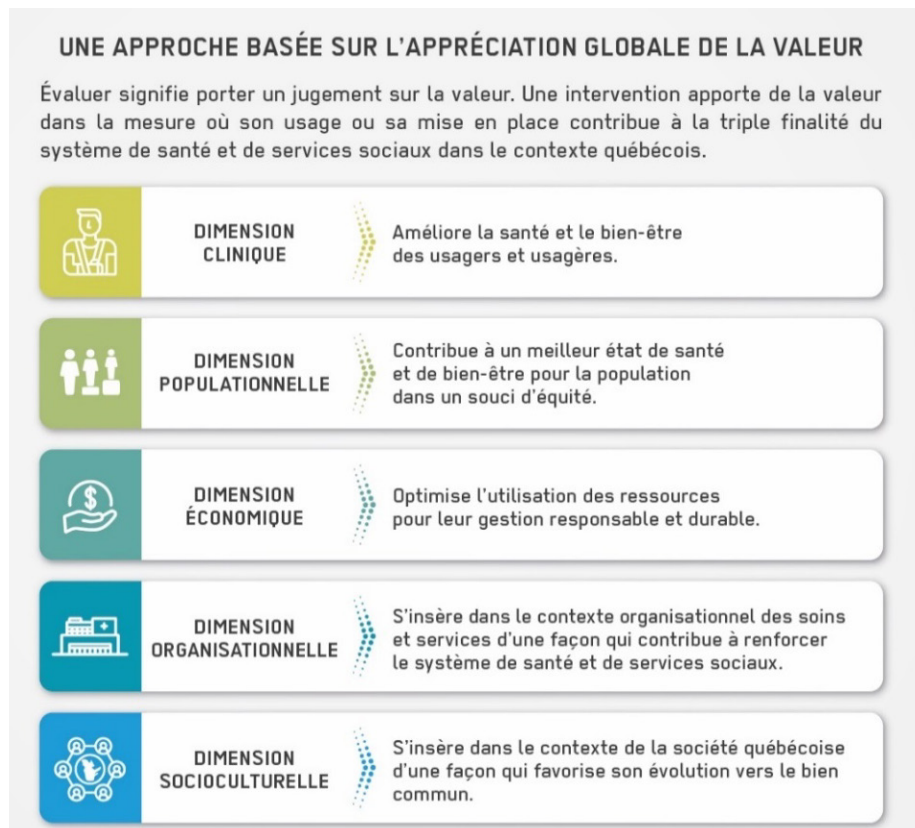 UNE APPROCHE BASÉE SUR L'APPRÉCIATION GLOBALE DE LA VALEUR
Évaluer signifie porter un jugement sur la valeur. Une intervention apporte de la valeur
dans la mesure où son usage ou sa mise en place contribue à la triple finalité du
système de santé et de services sociaux dans le contexte québécois.
DIMENSION
CLINIQUE
Améliore la santé et le bien-être
des usagers et usagères.
DIMENSION
POPULATIONNELLE
Contribue à un meilleur état de santé
et de bien-être pour la population
dans un souci d'équité.
$
DIMENSION
ÉCONOMIQUE
Optimise l'utilisation des ressources
pour leur gestion responsable et durable.
DIMENSION
ORGANISATIONNELLE
S'insère dans le contexte organisationnel des soins
et services d'une façon qui contribue à renforcer
le système de santé et de services sociaux.
DIMENSION
SOCIOCULTURELLE
S'insère dans le contexte de la société québécoise
d'une façon qui favorise son évolution vers le bien
commun.